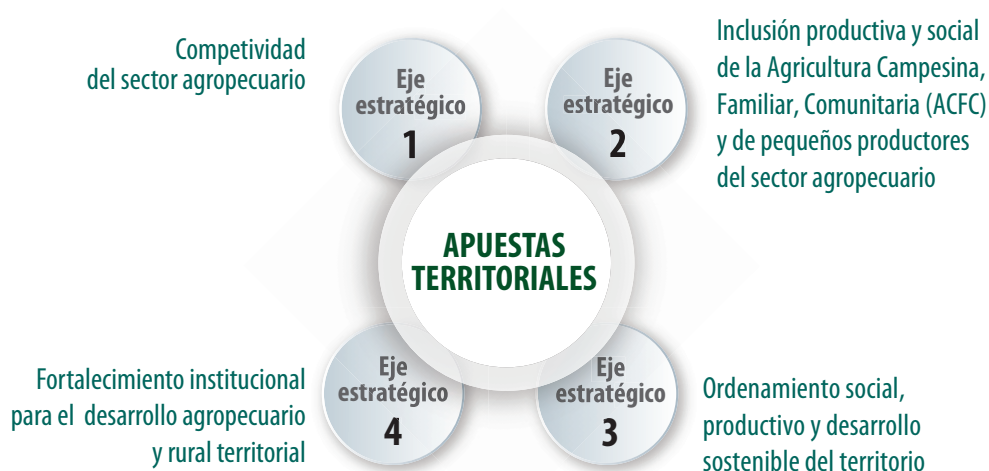 Competividad
del sector agropecuario
Eje
estratégico
1
Eje
estratégico
2
Inclusión productiva y social
de la Agricultura Campesina,
Familiar, Comunitaria (ACFC)
y de pequeños productores
del sector agropecuario
APUESTAS
TERRITORIALES
Fortalecimiento institucional
para el desarrollo agropecuario
y rural territorial
Eje
estratégico
4
Eje
estratégico
3
Ordenamiento social,
productivo y desarrollo
sostenible del territorio